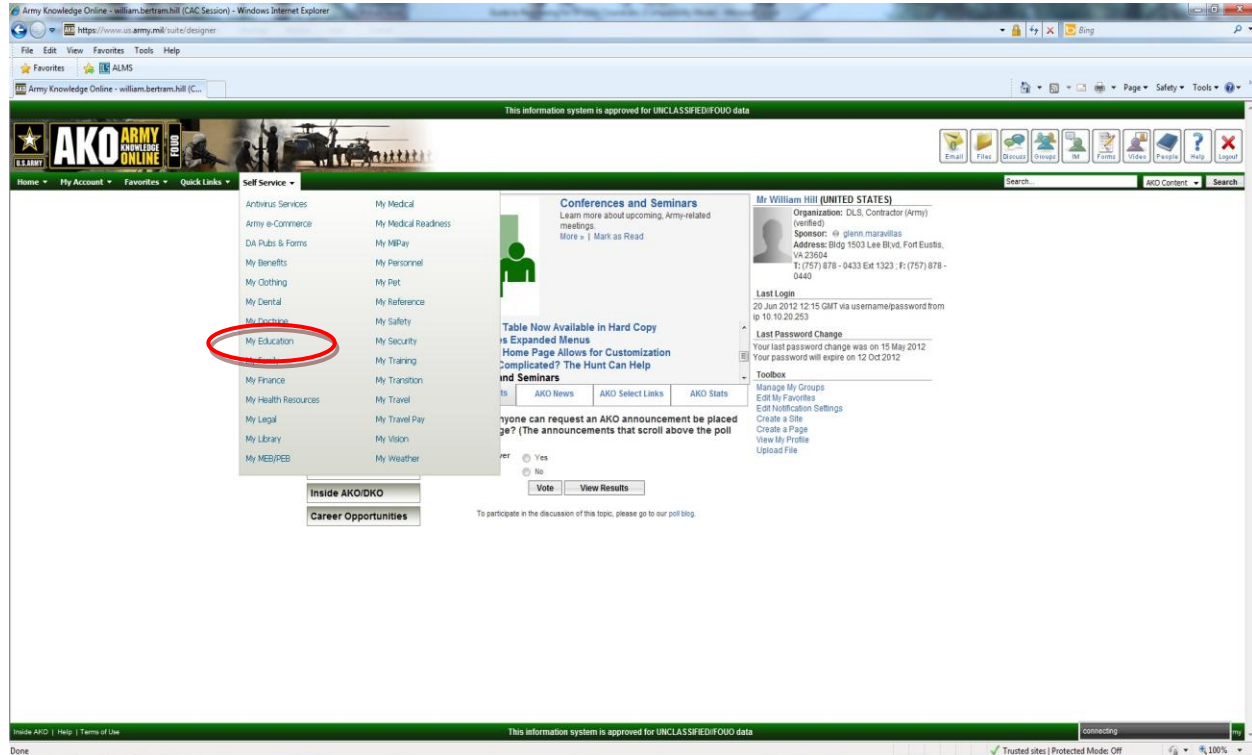 Army Knowledge Online - william.bertram.hill (CAC Session) - Windows Internet Explorer
https://www.us.army.mil/suite/designer
Bing
File Edit View Favorites Tools Help
Favorites ALMS
Army Knowledge Online - william.bertram.hill (C...
Page Safety Tools
This information system is approved for UNCLASSIFIED//FOUO data
U.S.ARMY AKO ARMY KNOWLEDGE ONLINE FOUO
Email Files Discuss Groups IM Forms Video People Help Logout
Home My Account Favorites Quick Links Self Service
Search... AKO Content Search
Antivirus Services My Medical
Army e-Commerce My Medical Readiness
DA Pubs & Forms My MilPay
My Benefits My Personnel
My Clothing My Pet
My Dental My Reference
My Doctrine My Safety
My Education My Security
My Training
My Finance My Transition
My Health Resources My Travel
My Legal My Travel Pay
My Library My Vision
My MEB/PEB My Weather
Inside AKO/DKO
Career Opportunities
Conferences and Seminars
Learn more about upcoming, Army-related
meetings.
More » | Mark as Read
Table Now Available in Hard Copy
Expanded Menus
Home Page Allows for Customization
Complicated? The Hunt Can Help
and Seminars
AKO News AKO Select Links AKO Stats
anyone can request an AKO announcement be placed
ge? (The announcements that scroll above the poll
Yes
No
Vote View Results
To participate in the discussion of this topic, please go to our poll blog.
Mr William Hill (UNITED STATES)
Organization: DLS, Contractor (Army)
(verified)
Sponsor: glenn.maravillas
Address: Bldg 1503 Lee Bl;vd, Fort Eustis,
VA 23604
T: (757) 878 - 0433 Ext 1323 ; F: (757) 878 -
0440
Last Login
20 Jun 2012 12:15 GMT via username/password from
ip 10.10.20.253
Last Password Change
Your last password change was on 15 May 2012
Your password will expire on 12 Oct 2012
Toolbox
Manage My Groups
Edit My Favorites
Edit Notification Settings
Create a Site
Create a Page
View My Profile
Upload File
Inside AKO | Help | Terms of Use
This information system is approved for UNCLASSIFIED//FOUO data
connecting
Done
Trusted sites | Protected Mode: Off 100%